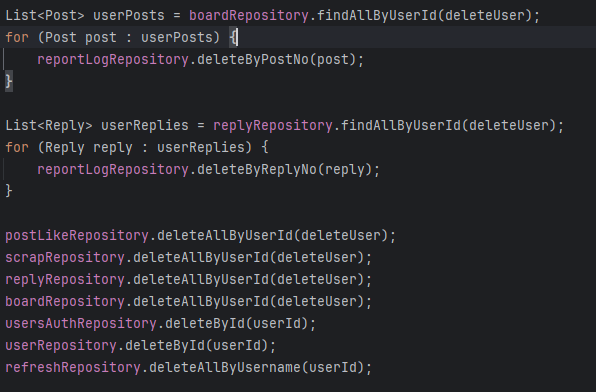 List<Post> userPosts = boardRepository.findAllByUserId(deleteUser);
for (Post post : userPosts) {
    reportLogRepository.deleteByPostNo(post);
}
List<Reply> userReplies = replyRepository.findAllByUserId(deleteUser);
for (Reply reply : userReplies) {
    reportLogRepository.deleteByReplyNo(reply);
}
postLikeRepository.deleteAllByUserId(deleteUser);
scrapRepository.deleteAllByUserId(deleteUser);
replyRepository.deleteAllByUserId(deleteUser);
boardRepository.deleteAllByUserId(deleteUser);
usersAuthRepository.deleteById(userId);
userRepository.deleteById(userId);
refreshRepository.deleteAllByUsername(userId);